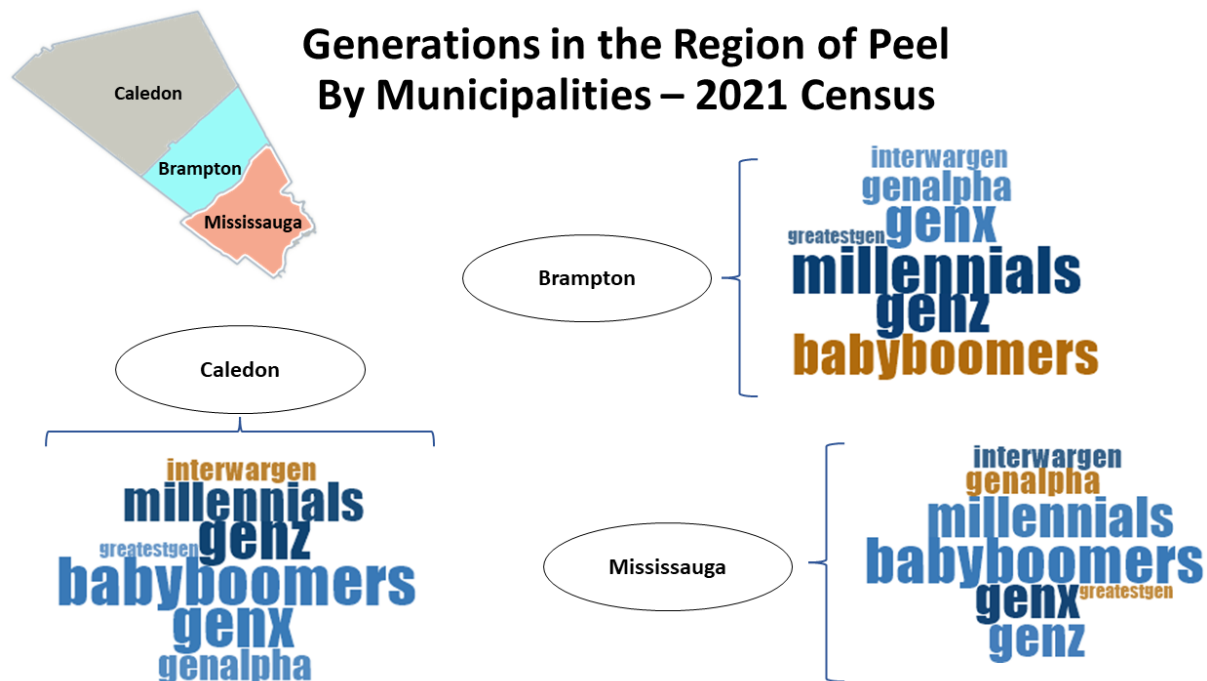 Generations in the Region of Peel
By Municipalities – 2021 Census
Caledon
Brampton
Mississauga
Brampton
interwargen
genalpha
genx
greatestgen
millennials
genz
babyboomers
Caledon
interwargen
millennials
genz
greatestgen
babyboomers
genx
genalpha
Mississauga
interwargen
genalpha
millennials
babyboomers
genx
greatestgen
genz